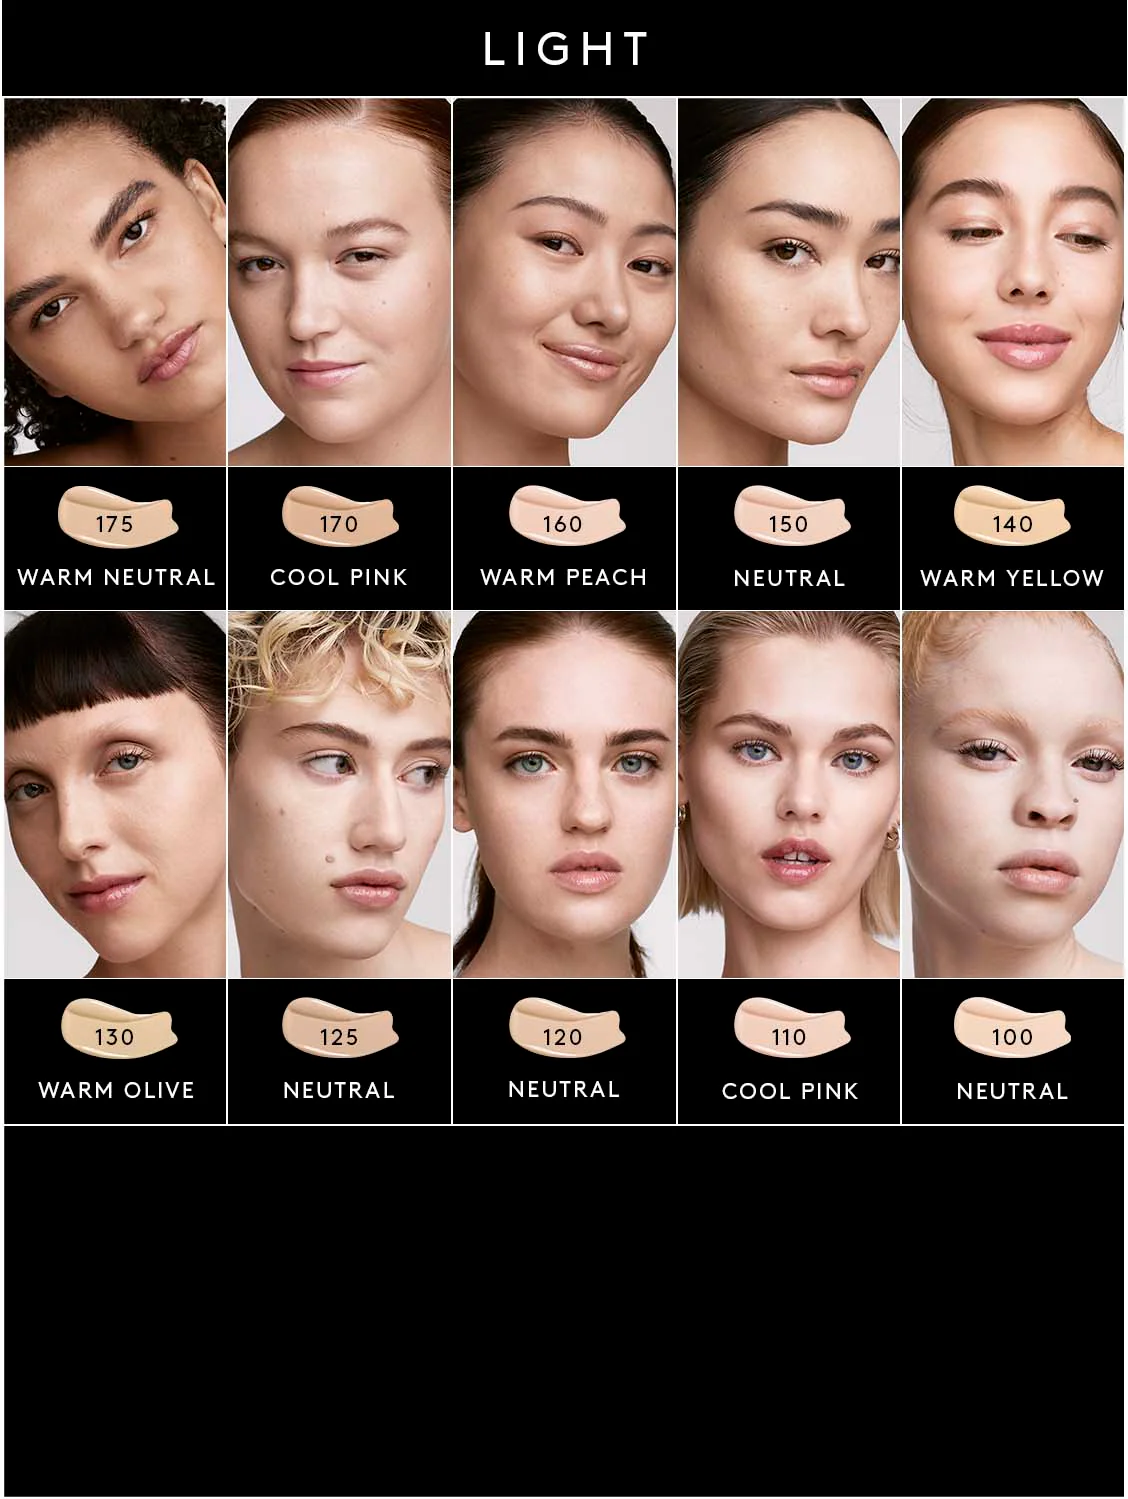 LIGHT
175
170
160
150
140
WARM NEUTRAL
COOL PINK
WARM PEACH
NEUTRAL
WARM YELLOW
130
125
120
110
100
WARM OLIVE
NEUTRAL
NEUTRAL
COOL PINK
NEUTRAL